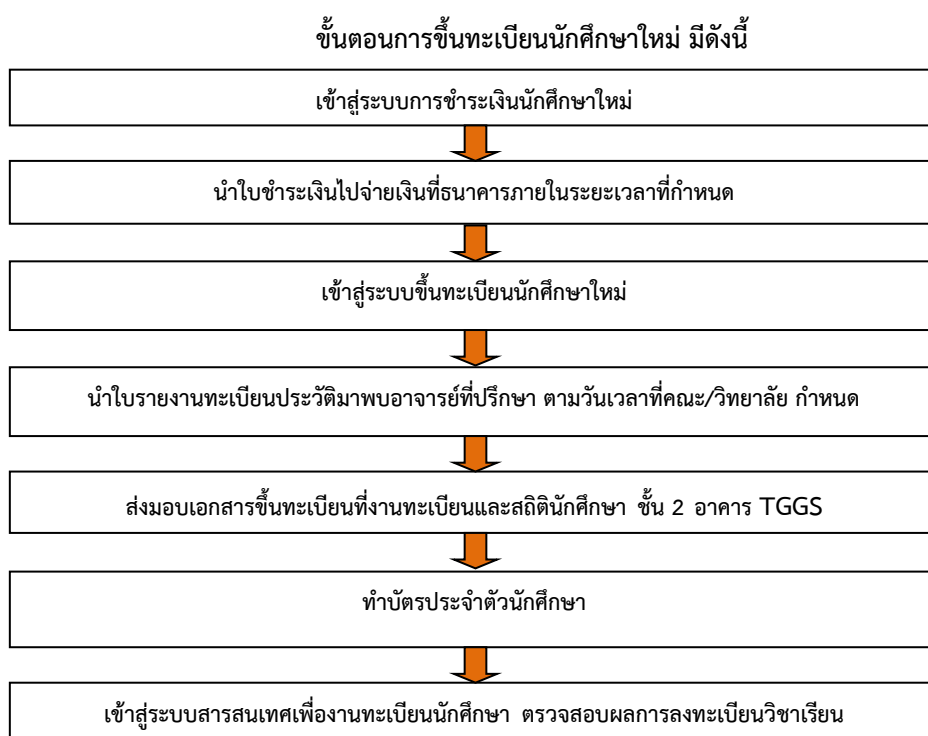 ขั้นตอนการขึ้นทะเบียนนักศึกษาใหม่ มีดังนี้
เข้าสู่ระบบการชำระเงินนักศึกษาใหม่
นำใบชำระเงินไปจ่ายเงินที่ธนาคารภายในระยะเวลาที่กำหนด
เข้าสู่ระบบขึ้นทะเบียนนักศึกษาใหม่
นำใบรายงานทะเบียนประวัติมาพบอาจารย์ที่ปรึกษา ตามวันเวลาที่คณะ/วิทยาลัย กำหนด
ส่งมอบเอกสารขึ้นทะเบียนที่งานทะเบียนและสถิตินักศึกษา ชั้น 2 อาคาร TGGS
ทำบัตรประจำตัวนักศึกษา
เข้าสู่ระบบสารสนเทศเพื่องานทะเบียนนักศึกษา ตรวจสอบผลการลงทะเบียนวิชาเรียน